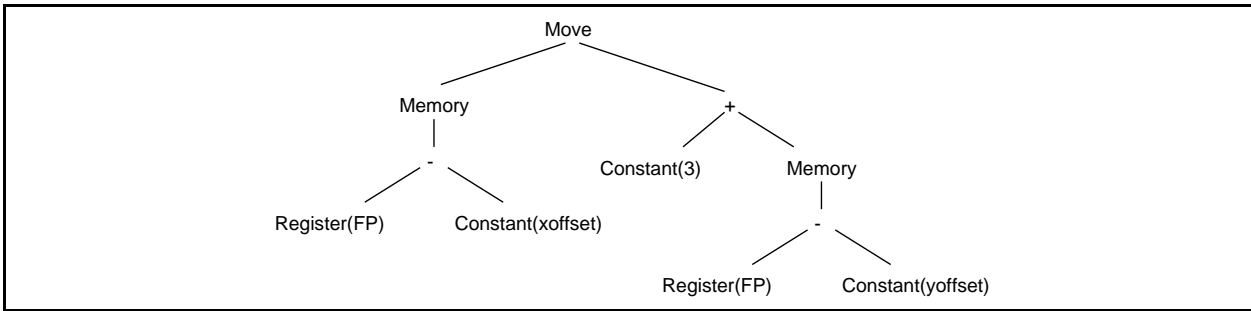 Move
Memory +
- Constant(3) Memory
Register(FP) Constant(xoffset) -
Register(FP) Constant(yoffset)